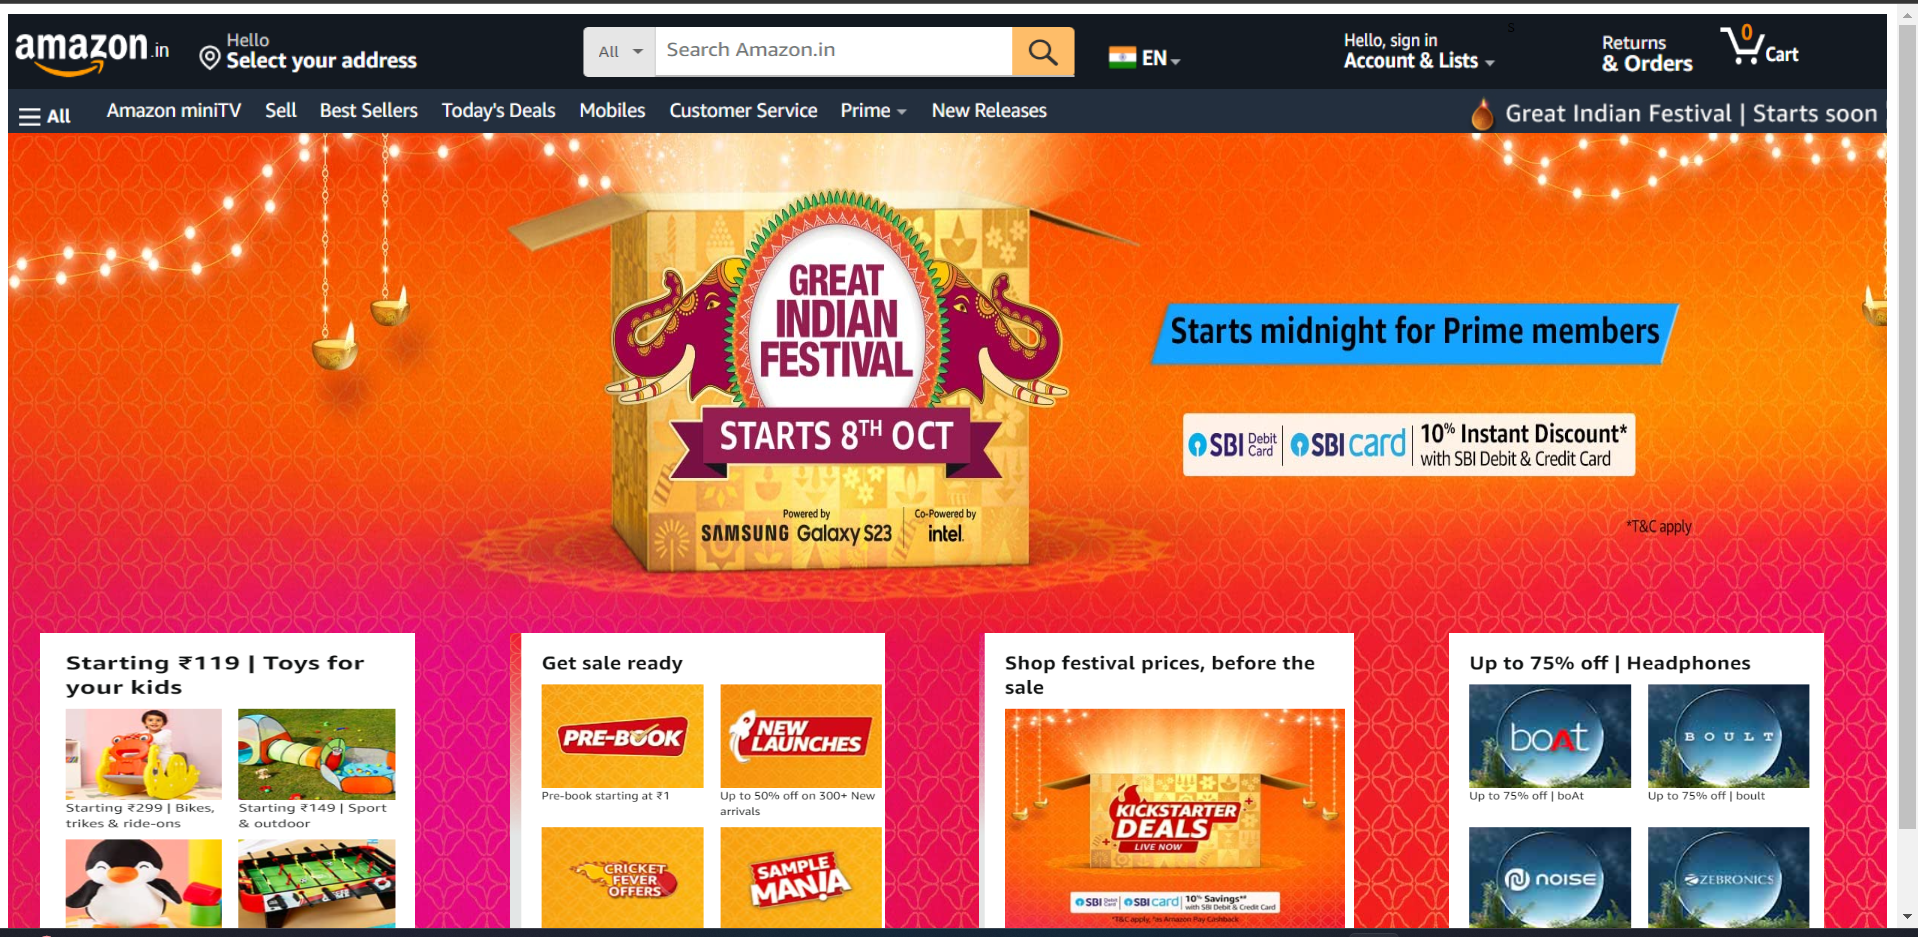 amazon.in
Hello
Select your address
All
Search Amazon.in
EN
Hello, sign in
Account & Lists
s
Returns
& Orders
0
Cart
All
Amazon miniTV
Sell
Best Sellers
Today's Deals
Mobiles
Customer Service
Prime
New Releases
Great Indian Festival | Starts soon
GREAT
INDIAN
FESTIVAL
STARTS 8TH OCT
Powered by
SAMSUNG Galaxy S23
Co-Powered by
intel.
Starts midnight for Prime members
SBI Debit Card
SBI card
10% Instant Discount*
with SBI Debit & Credit Card
*T&C apply
Starting ₹119 | Toys for
your kids
Starting ₹299 | Bikes,
trikes & ride-ons
Starting ₹149 | Sport
& outdoor
Get sale ready
PRE-BOOK
Pre-book starting at ₹1
NEW
LAUNCHES
Up to 50% off on 300+ New
arrivals
CRICKET
FEVER
OFFERS
SAMPLE
MANIA
Shop festival prices, before the
sale
KICKSTARTER
DEALS
LIVE NOW
SBI Debit Card
SBI card
10% Savings**
with SBI Debit & Credit Card
*T&C apply, *as Amazon Pay Cashback
Up to 75% off | Headphones
boAt
Up to 75% off | boAt
BOULT
Up to 75% off | boult
noise
ZEBRONICS